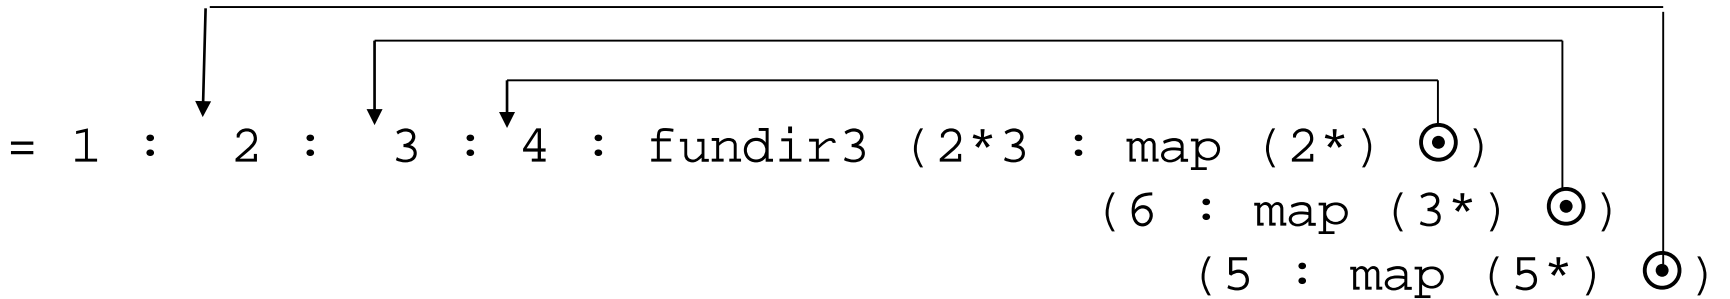 = 1 : 2 : 3 : 4 : fundir3 (2*3 : map (2*) ⊙)
(6 : map (3*) ⊙)
(5 : map (5*) ⊙)